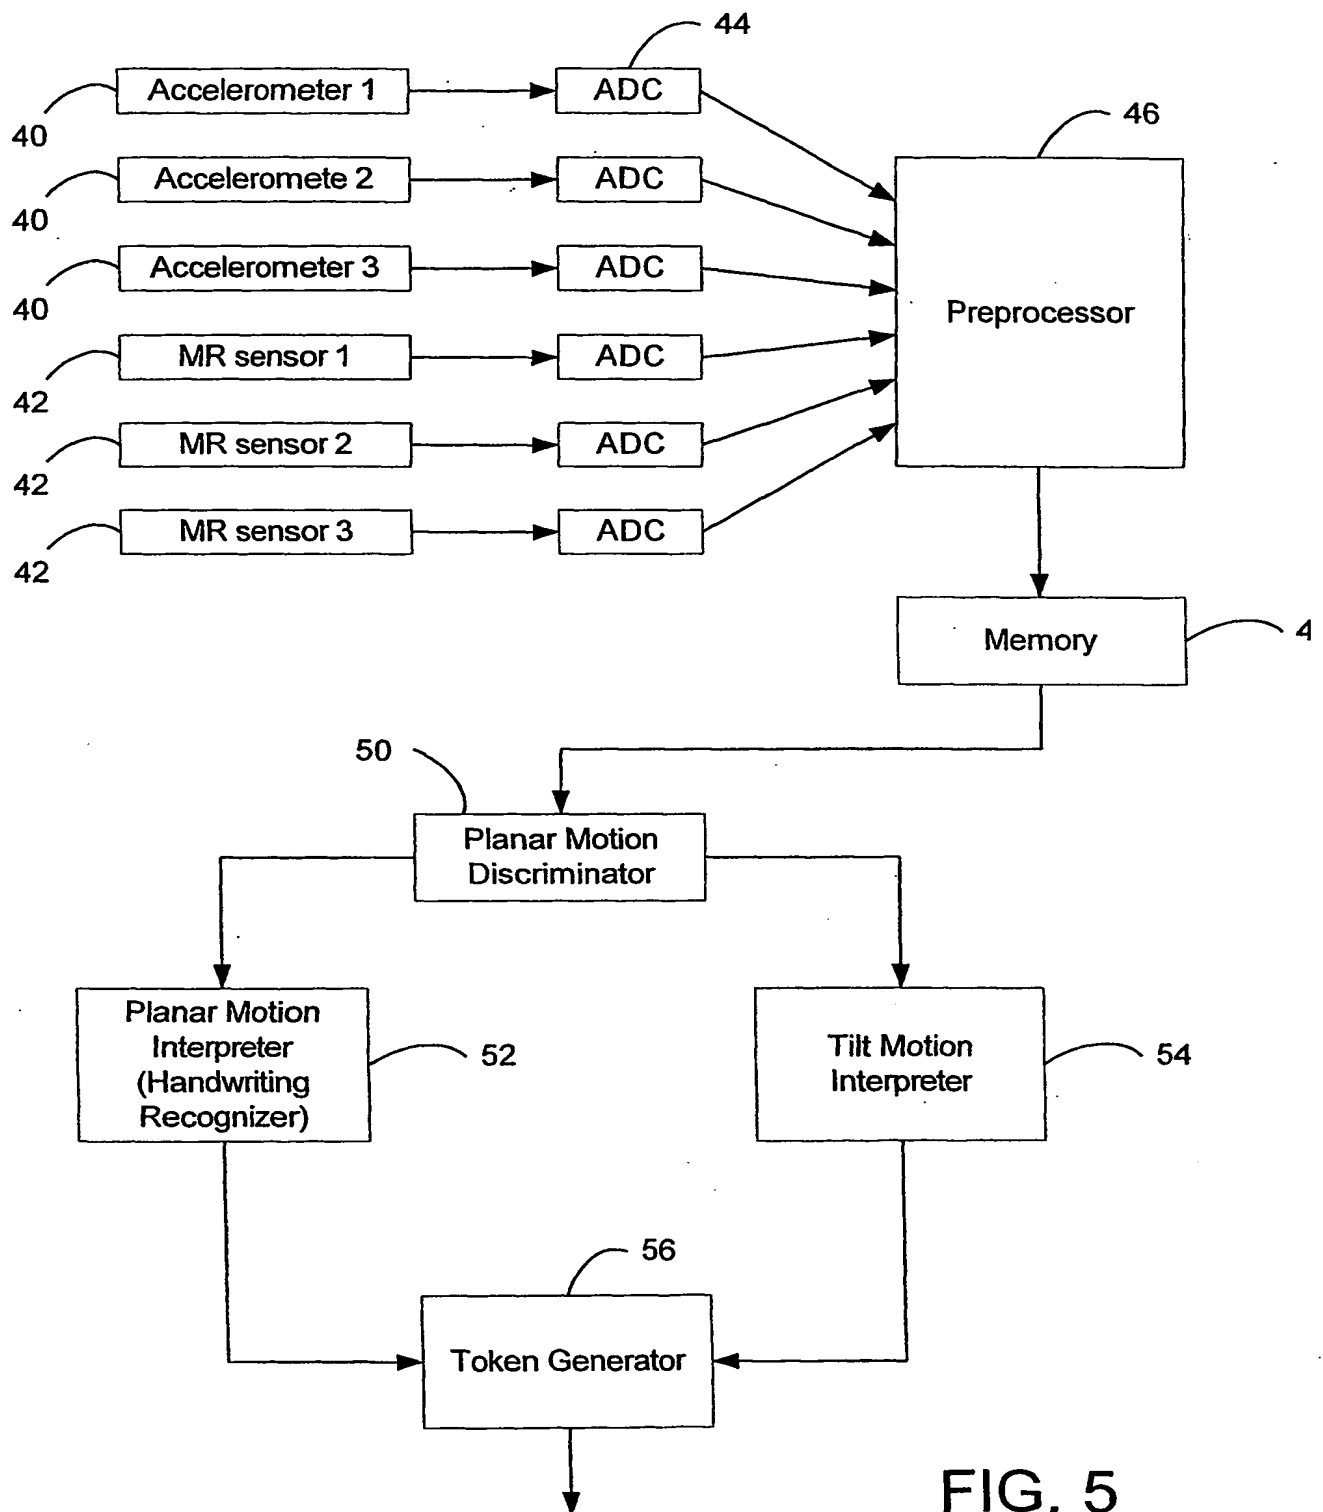 44
Accelerometer 1
ADC
40
46
Acceleromete 2
ADC
40
Accelerometer 3
ADC
40
Preprocessor
MR sensor 1
ADC
42
MR sensor 2
ADC
42
MR sensor 3
ADC
42
Memory
4
50
Planar Motion
Discriminator
Planar Motion
Interpreter
(Handwriting
Recognizer)
52
Tilt Motion
Interpreter
54
56
Token Generator
FIG. 5